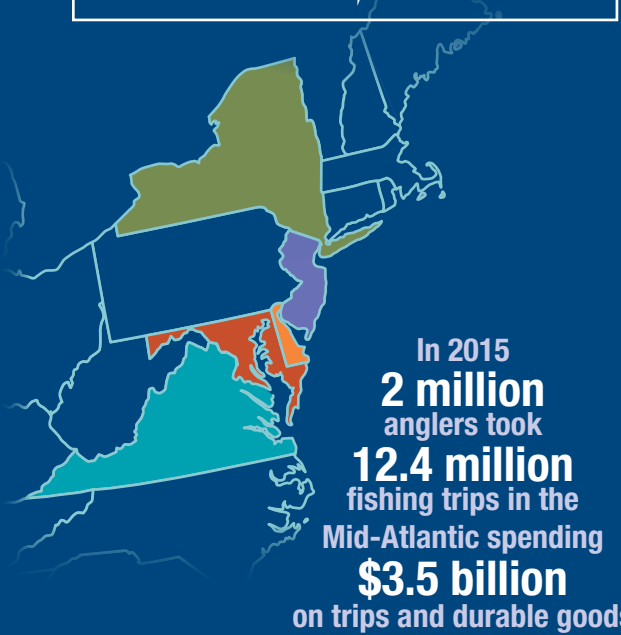 In 2015
2 million
anglers took
12.4 million
fishing trips in the
Mid-Atlantic spending
$3.5 billion
on trips and durable goods